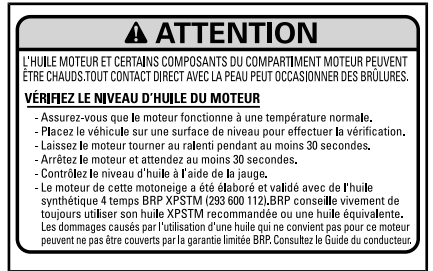 ATTENTION
L'HUILE MOTEUR ET CERTAINS COMPOSANTS DU COMPARTIMENT MOTEUR PEUVENT
ÊTRE CHAUDS.TOUT CONTACT DIRECT AVEC LA PEAU PEUT OCCASIONNER DES BRÛLURES.
VÉRIFIEZ LE NIVEAU D'HUILE DU MOTEUR
- Assurez-vous que le moteur fonctionne à une température normale.
- Placez le véhicule sur une surface de niveau pour effectuer la vérification.
- Laissez le moteur tourner au ralenti pendant au moins 30 secondes.
- Arrêtez le moteur et attendez au moins 30 secondes.
- Contrôlez le niveau d'huile à l'aide de la jauge.
- Le moteur de cette motoneige a été élaboré et validé avec de l'huile
synthétique 4 temps BRP XPSTM (293 600 112).BRP conseille vivement de
toujours utiliser son huile XPSTM recommandée ou une huile équivalente.
Les dommages causés par l'utilisation d'une huile qui ne convient pas pour ce moteur
peuvent ne pas être couverts par la garantie limitée BRP. Consultez le Guide du conducteur.